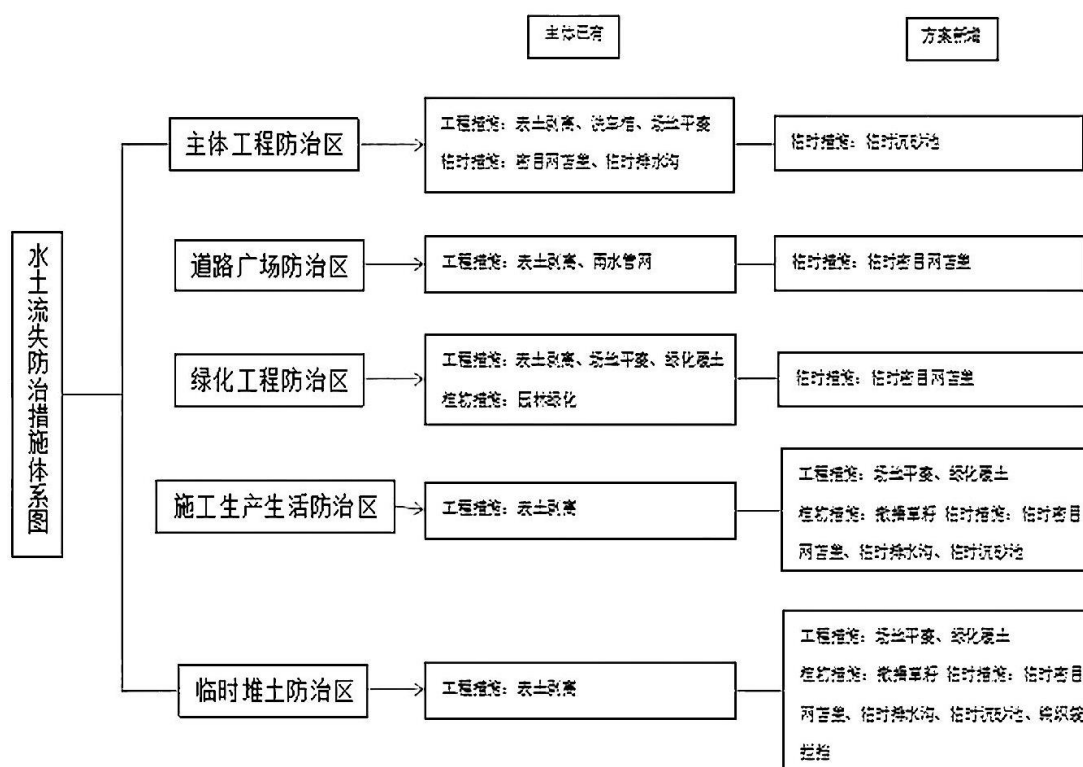 主体已有
方案新增
主体工程防治区
工程措施：表土剥离、洗车槽、场地平整
临时措施：密目网苫盖、临时排水沟
临时措施：临时沉砂池
水土流失防治措施体系图
道路广场防治区
工程措施：表土剥离、雨水管网
临时措施：临时密目网苫盖
绿化工程防治区
工程措施：表土剥离、场地平整、绿化覆土
植物措施：园林绿化
临时措施：临时密目网苫盖
施工生产生活防治区
工程措施：表土剥离
工程措施：场地平整、绿化覆土
植物措施：撒播草籽 临时措施：临时密目
网苫盖、临时排水沟、临时沉砂池
临时堆土防治区
工程措施：表土剥离
工程措施：场地平整、绿化覆土
植物措施：撒播草籽 临时措施：临时密目
网苫盖、临时排水沟、临时沉砂池、编织袋
拦挡